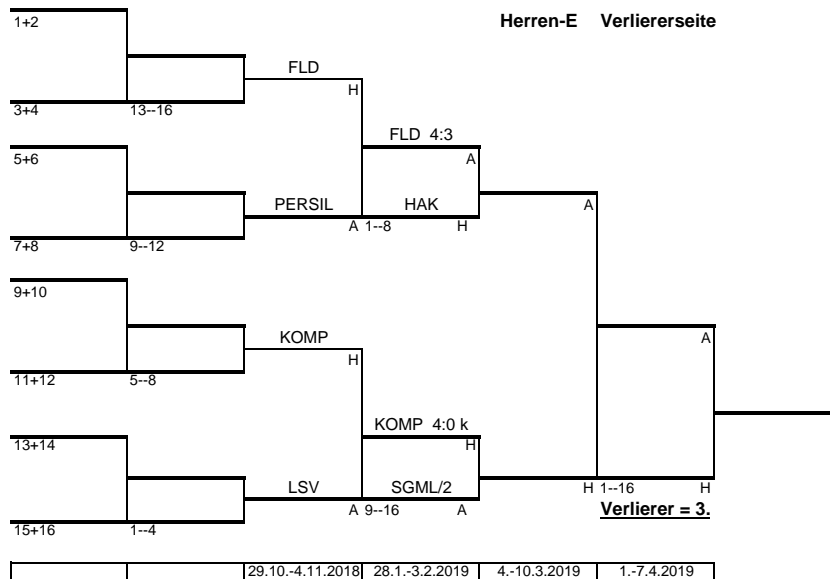 Herren-E Verliererseite
1+2
FLD
H
3+4 13--16
FLD 4:3
5+6
A
PERSIL HAK
A
A 1--8 H
7+8 9--12
9+10
KOMP
A
H
11+12 5--8
KOMP 4:0 k
13+14
H
LSV SGML/2
H 1--16 H
A 9--16 A
Verlierer = 3.
15+16 1--4
29.10.-4.11.2018 28.1.-3.2.2019 4.-10.3.2019 1.-7.4.2019